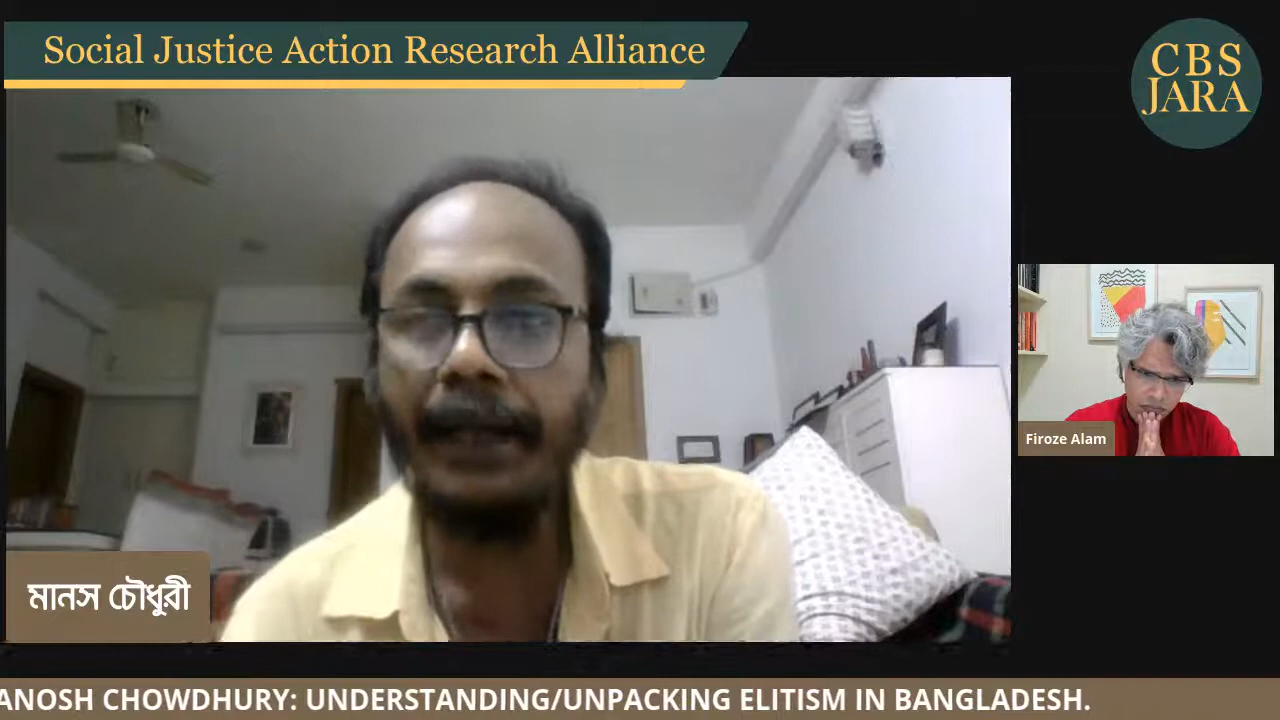 Social Justice Action Research Alliance
CBS
JARA
Firoze Alam
মানস চৌধুরী
ANOSH CHOWDHURY: UNDERSTANDING/UNPACKING ELITISM IN BANGLADESH.